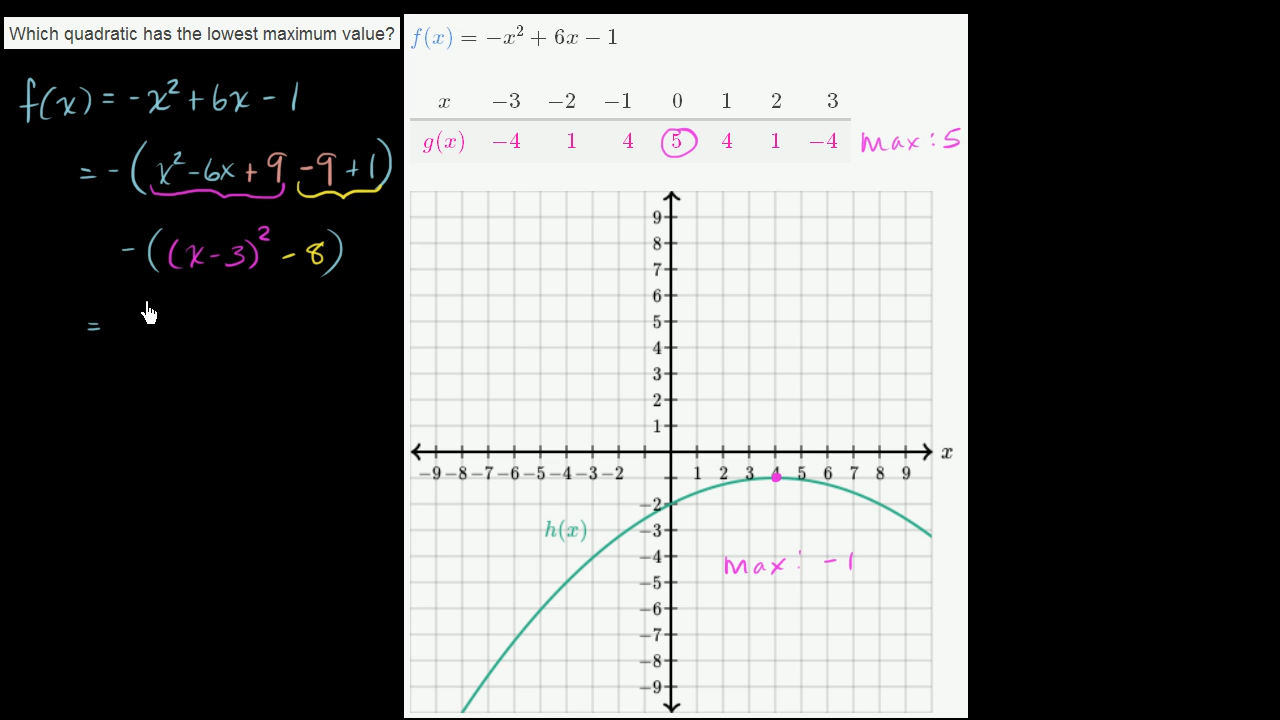 Which quadratic has the lowest maximum value?
f(x) = -x² + 6x - 1
= -(x² - 6x + 9 - 9 + 1)
-((x - 3)² - 8)
=
f(x) = −x² + 6x − 1
x −3 −2 −1 0 1 2 3
g(x) −4 1 4 5 4 1 −4 Max: 5
9
8
7
6
5
4
3
2
1
x
−9 −8 −7 −6 −5 −4 −3 −2 1 2 3 4 5 6 7 8 9
−2
h(x) −3
−4
Max: -1
−5
−6
−7
−8
−9